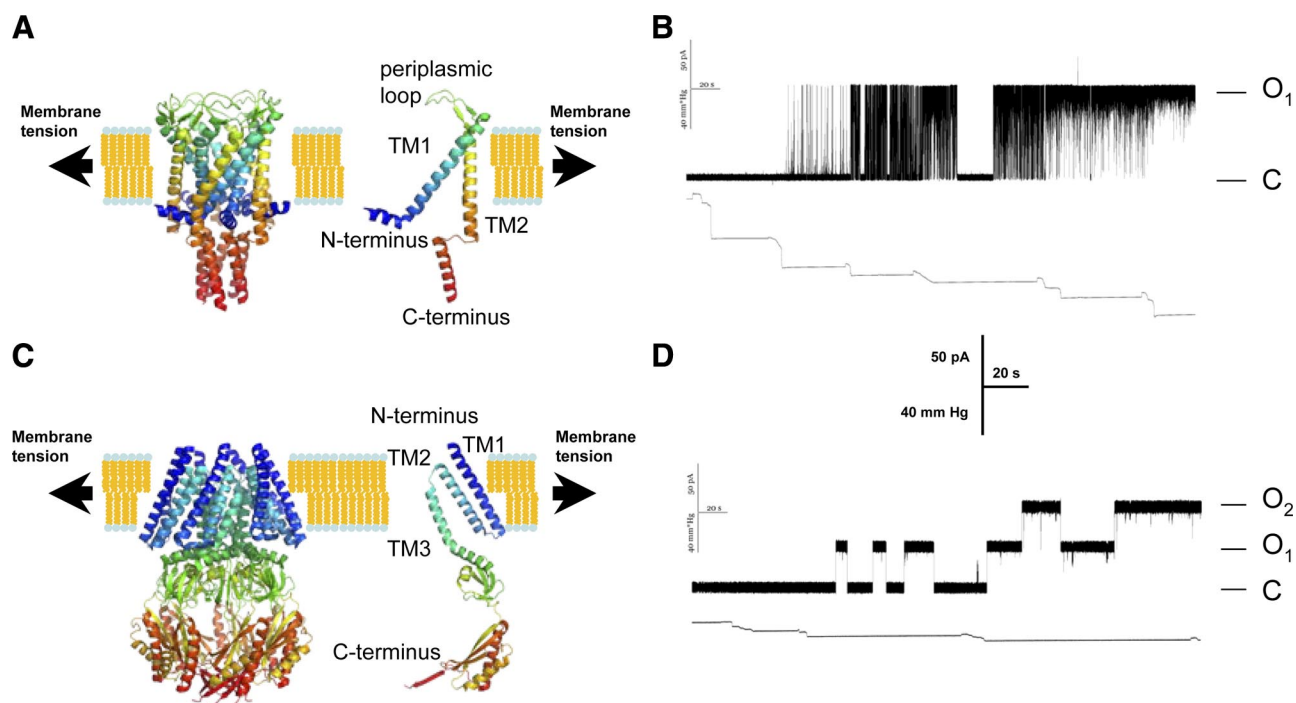 A
periplasmic
loop
Membrane
tension
Membrane
tension
TM1
TM2
N-terminus
C-terminus
B
50 pA
20 s
40 mm*Hg
O1
C
C
N-terminus
Membrane
tension
Membrane
tension
TM1
TM2
TM3
C-terminus
D
50 pA
20 s
40 mm Hg
50 pA
20 s
40 mm*Hg
O2
O1
C